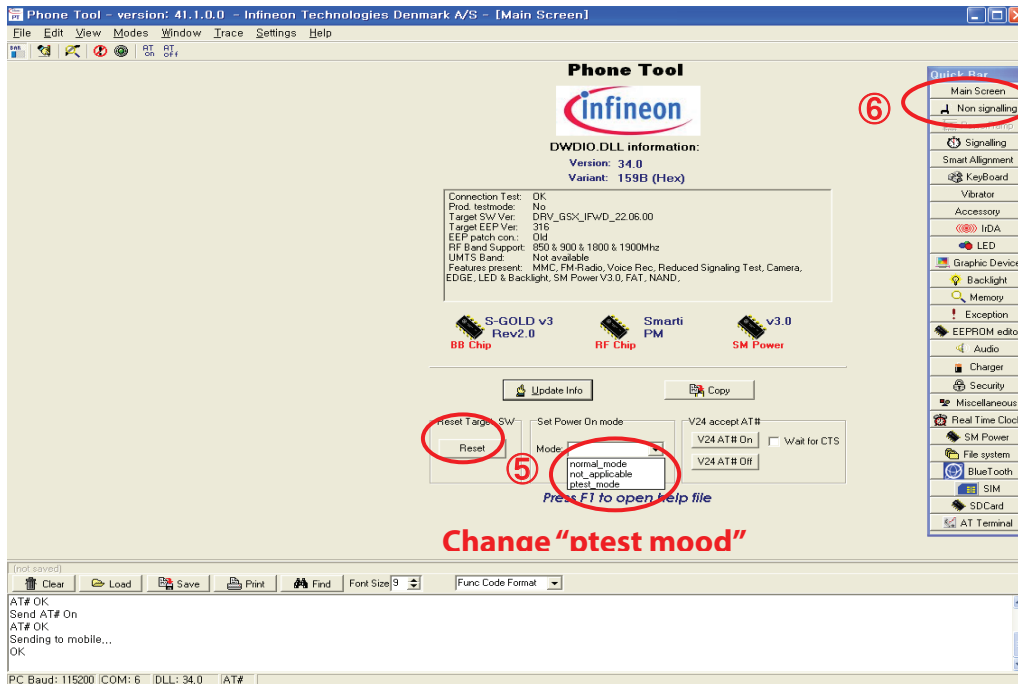 Phone Tool - version: 41.1.0.0 - Infineon Technologies Denmark A/S - [Main Screen]
File Edit View Modes Window Trace Settings Help
AT on AT off
Phone Tool
infineon
DWDIO.DLL information:
Version: 34.0
Variant: 159B (Hex)
Connection Test: OK
Prod. testmode: No
Target SW Ver: DRV_GSX_IFWD_22.06.00
Target EEP Ver: 316
EEP patch con.: Old
RF Band Support: 850 & 900 & 1800 & 1900Mhz
UMTS Band: Not available
Features present: MMC, FM-Radio, Voice Rec, Reduced Signaling Test, Camera,
EDGE, LED & Backlight, SM Power V3.0, FAT, NAND,
S-GOLD v3
Rev2.0
BB Chip
Smarti
PM
RF Chip
v3.0
SM Power
Update Info
Copy
Reset Target SW
Reset
Set Power On mode
Mode:
normal_mode
not_applicable
ptest_mode
⑤
V24 accept AT#
V24 AT# On
Wait for CTS
V24 AT# Off
Press F1 to open help file
Change “ptest mood”
⑥
Quick Bar
Main Screen
Non signalling
Signalling
Smart Allignment
KeyBoard
Vibrator
Accessory
IrDA
LED
Graphic Device
Backlight
Memory
Exception
EEPROM edito
Audio
Charger
Security
Miscellaneous
Real Time Cloc
SM Power
File system
BlueTooth
SIM
SDCard
AT Terminal
(not saved)
Clear Load Save Print Find Font Size 9 Func Code Format
AT# OK
Send AT# On
AT# OK
Sending to mobile...
OK
PC Baud: 115200 COM: 6 DLL: 34.0 AT#